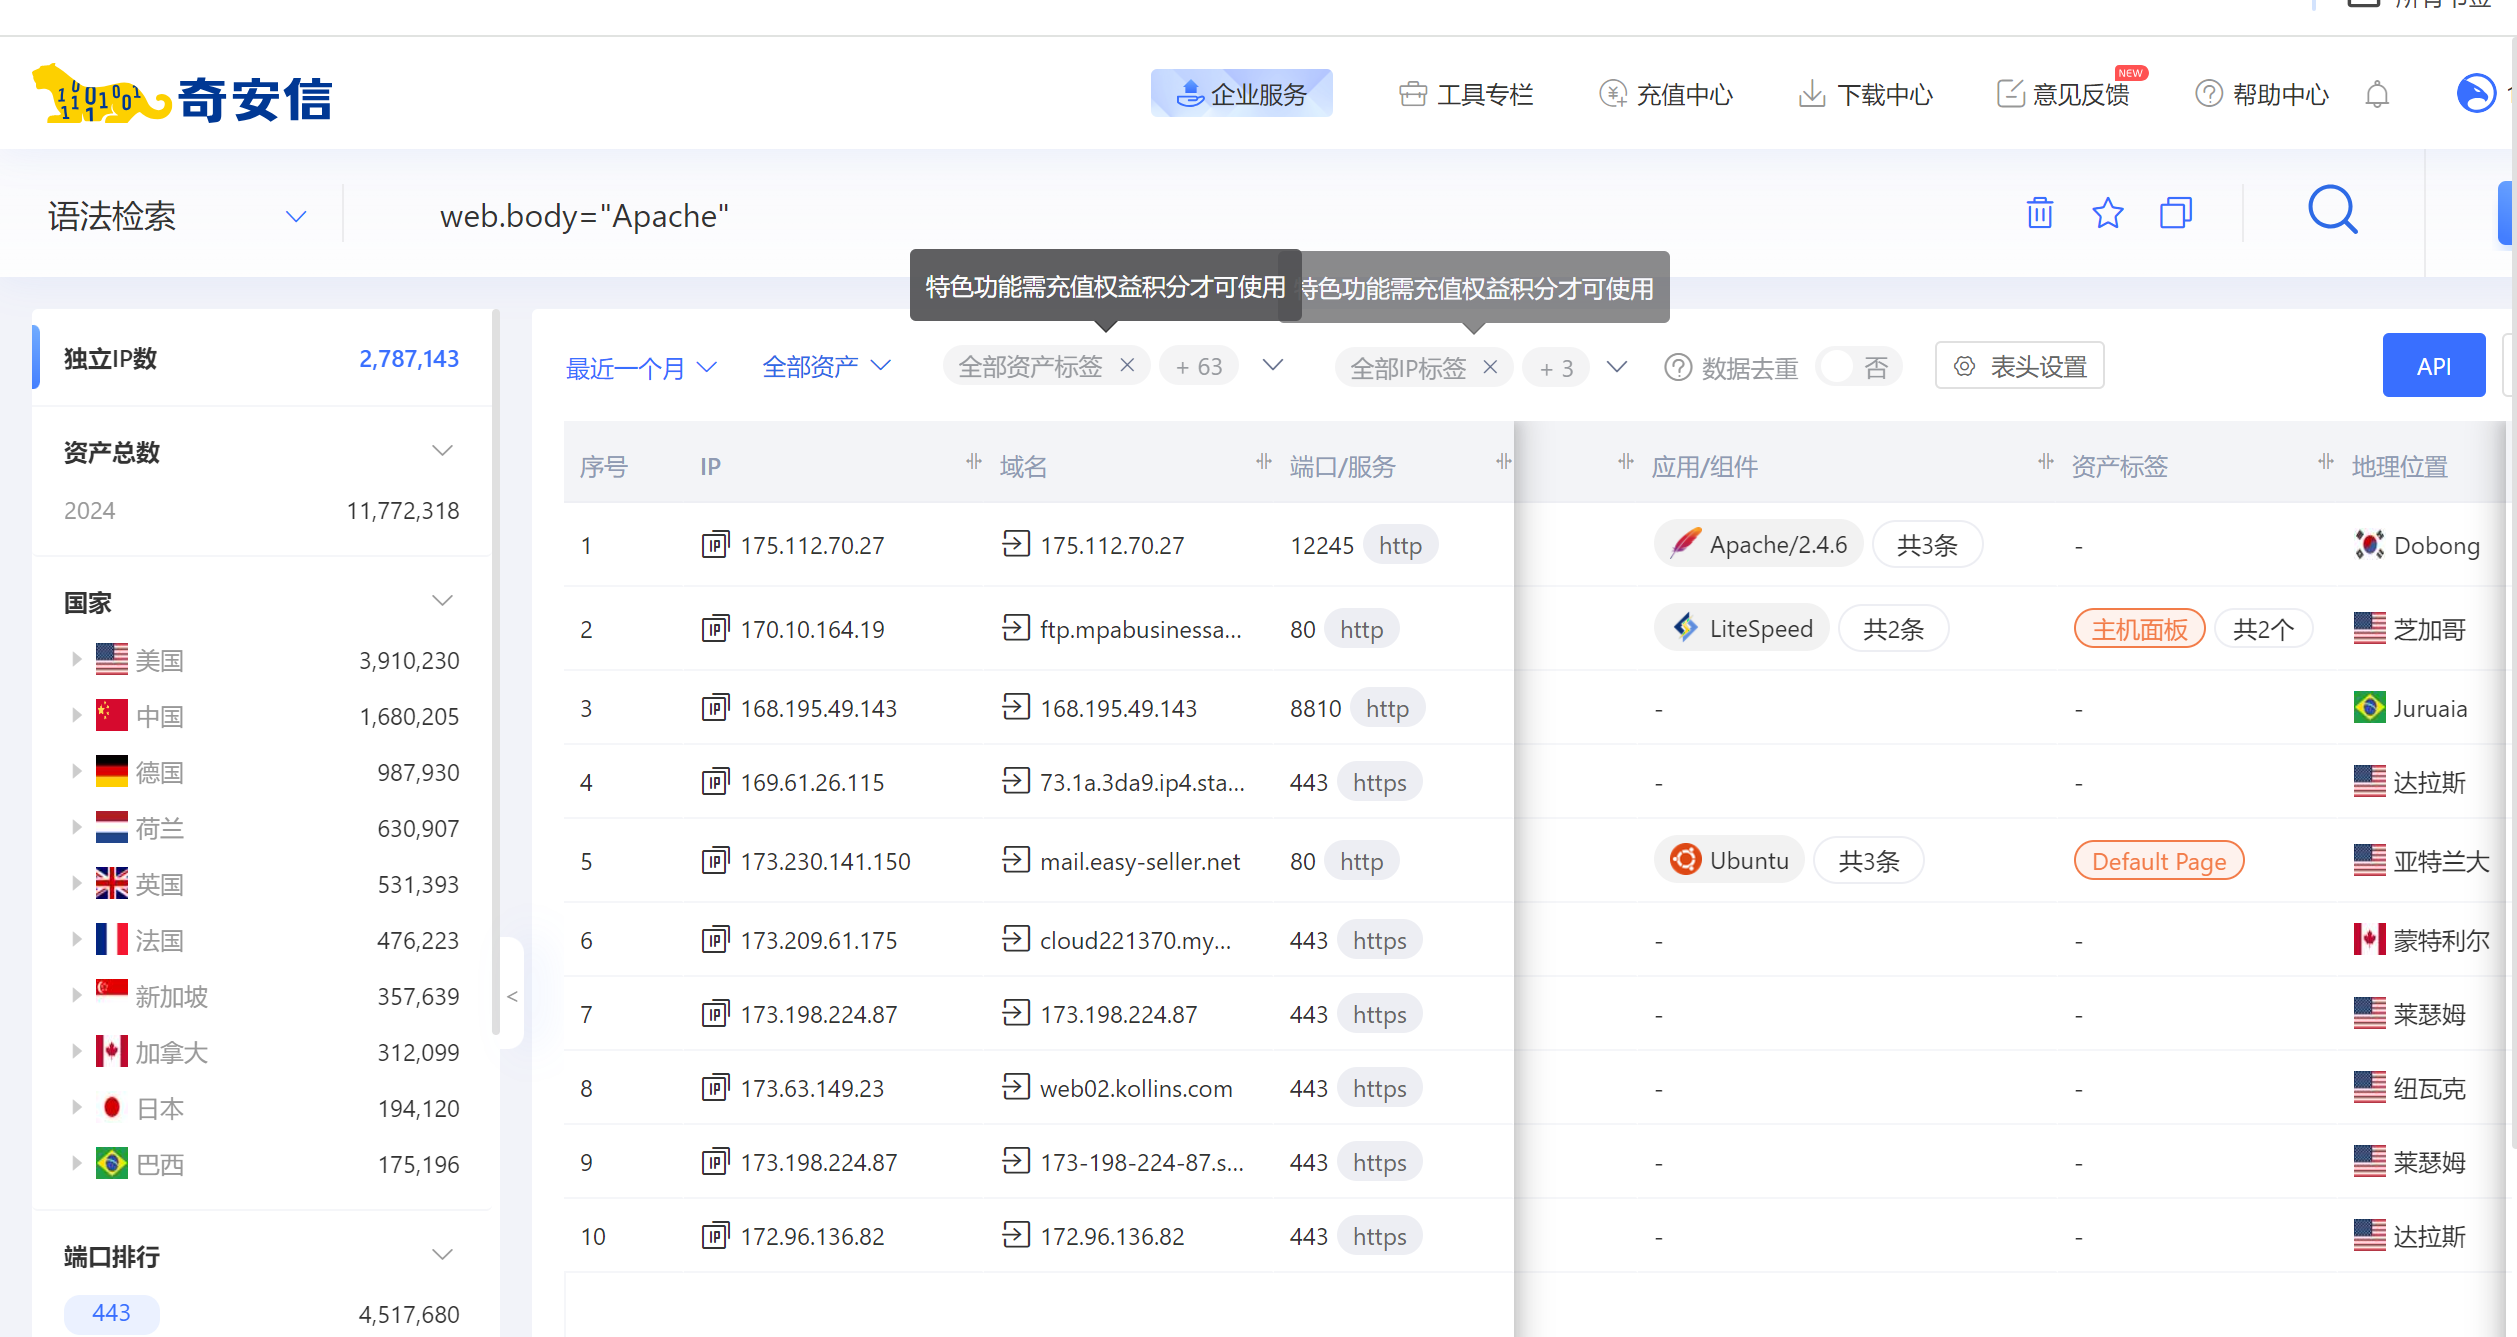 奇安信
企业服务
工具专栏
充值中心
下载中心
意见反馈
NEW
帮助中心
语法检索
web.body="Apache"
特色功能需充值权益积分才可使用
特色功能需充值权益积分才可使用
独立IP数 2,787,143
资产总数
2024 11,772,318
国家
美国 3,910,230
中国 1,680,205
德国 987,930
荷兰 630,907
英国 531,393
法国 476,223
新加坡 357,639
加拿大 312,099
日本 194,120
巴西 175,196
端口排行
443 4,517,680
最近一个月 全部资产 全部资产标签 × + 63 全部IP标签 × + 3 数据去重 否 表头设置 API
序号 IP 域名 端口/服务 应用/组件 资产标签 地理位置
1 175.112.70.27 175.112.70.27 12245 http Apache/2.4.6 共3条 - Dobong
2 170.10.164.19 ftp.mpabusinessa... 80 http LiteSpeed 共2条 主机面板 共2个 芝加哥
3 168.195.49.143 168.195.49.143 8810 http - - Juruaia
4 169.61.26.115 73.1a.3da9.ip4.sta... 443 https - - 达拉斯
5 173.230.141.150 mail.easy-seller.net 80 http Ubuntu 共3条 Default Page 亚特兰大
6 173.209.61.175 cloud221370.my... 443 https - - 蒙特利尔
7 173.198.224.87 173.198.224.87 443 https - - 莱瑟姆
8 173.63.149.23 web02.kollins.com 443 https - - 纽瓦克
9 173.198.224.87 173-198-224-87.s... 443 https - - 莱瑟姆
10 172.96.136.82 172.96.136.82 443 https - - 达拉斯